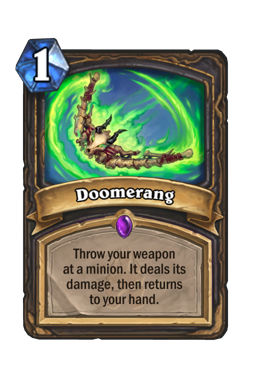 1
Doomerang
Throw your weapon
at a minion. It deals its
damage, then returns
to your hand.